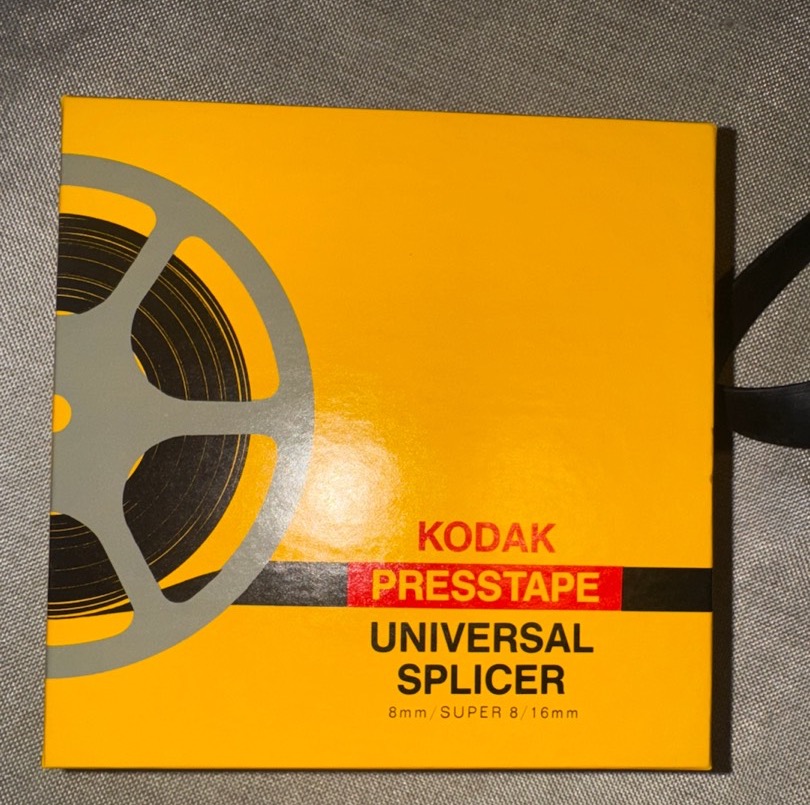 KODAK
PRESSTAPE
UNIVERSAL
SPLICER
8mm/SUPER 8/16mm